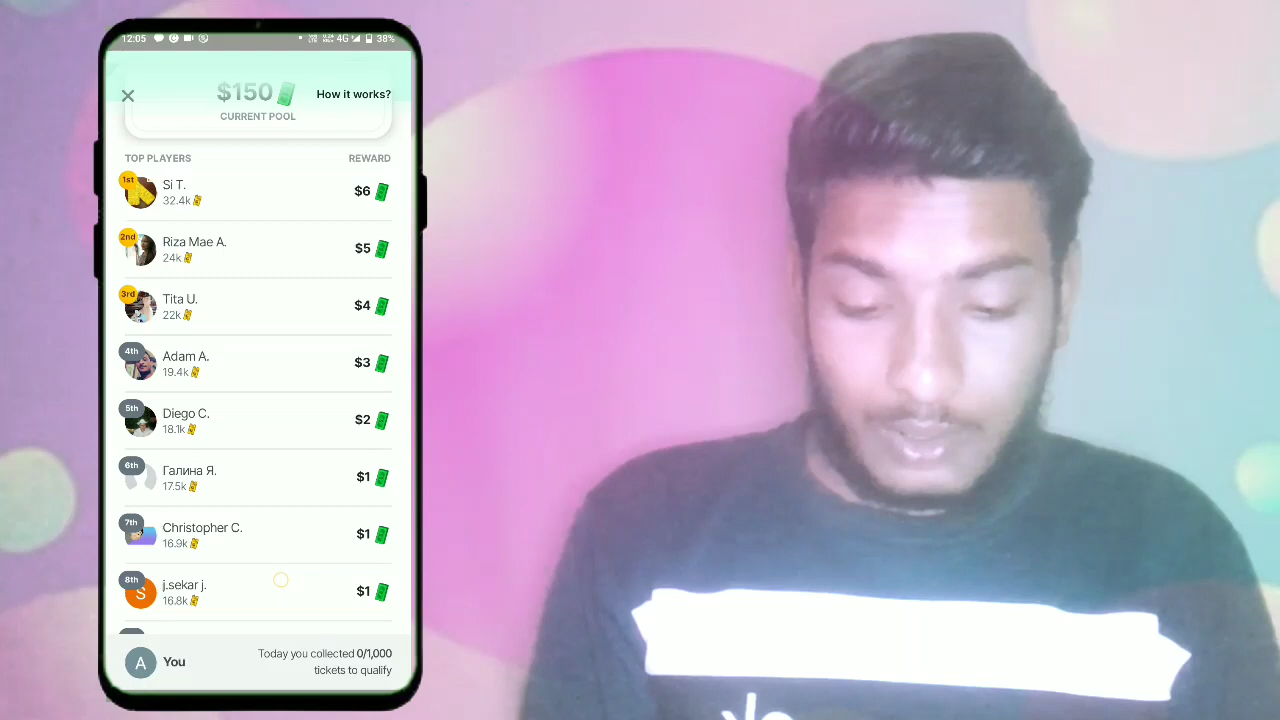 12:05
4G 38%
$150
How it works?
CURRENT POOL
TOP PLAYERS REWARD
1st Si T. $6
32.4k
2nd Riza Mae A. $5
24k
3rd Tita U. $4
22k
4th Adam A. $3
19.4k
5th Diego C. $2
18.1k
6th Галина Я. $1
17.5k
7th Christopher C. $1
16.9k
8th j.sekar j. $1
S 16.8k
A You
Today you collected 0/1,000
tickets to qualify